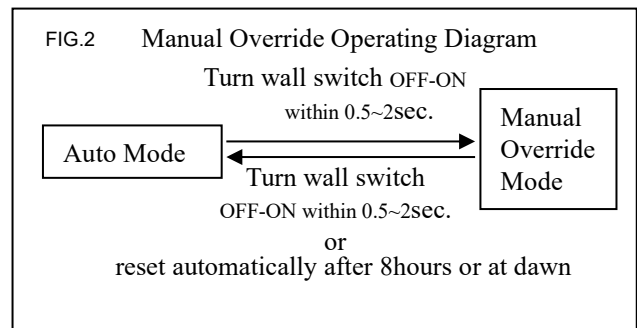 FIG.2 Manual Override Operating Diagram
Turn wall switch OFF-ON
within 0.5~2sec.
Auto Mode
Manual
Override
Mode
Turn wall switch
OFF-ON within 0.5~2sec.
or
reset automatically after 8hours or at dawn